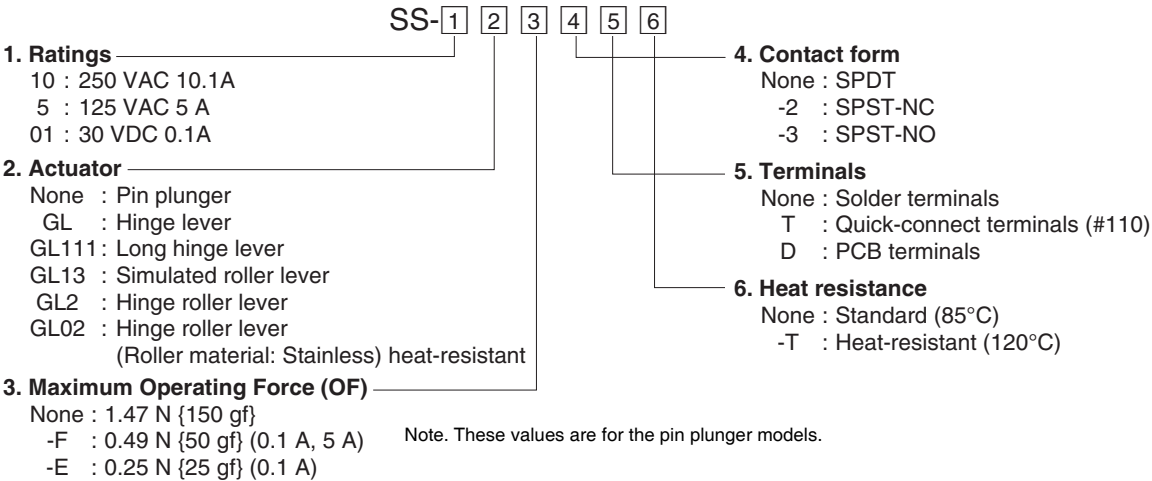 SS-1 2 3 4 5 6
1. Ratings
10 : 250 VAC 10.1A
5 : 125 VAC 5 A
01 : 30 VDC 0.1A
2. Actuator
None : Pin plunger
GL : Hinge lever
GL111 : Long hinge lever
GL13 : Simulated roller lever
GL2 : Hinge roller lever
GL02 : Hinge roller lever
(Roller material: Stainless) heat-resistant
3. Maximum Operating Force (OF)
None : 1.47 N {150 gf}
-F : 0.49 N {50 gf} (0.1 A, 5 A)
-E : 0.25 N {25 gf} (0.1 A)
Note. These values are for the pin plunger models.
4. Contact form
None : SPDT
-2 : SPST-NC
-3 : SPST-NO
5. Terminals
None : Solder terminals
T : Quick-connect terminals (#110)
D : PCB terminals
6. Heat resistance
None : Standard (85°C)
-T : Heat-resistant (120°C)